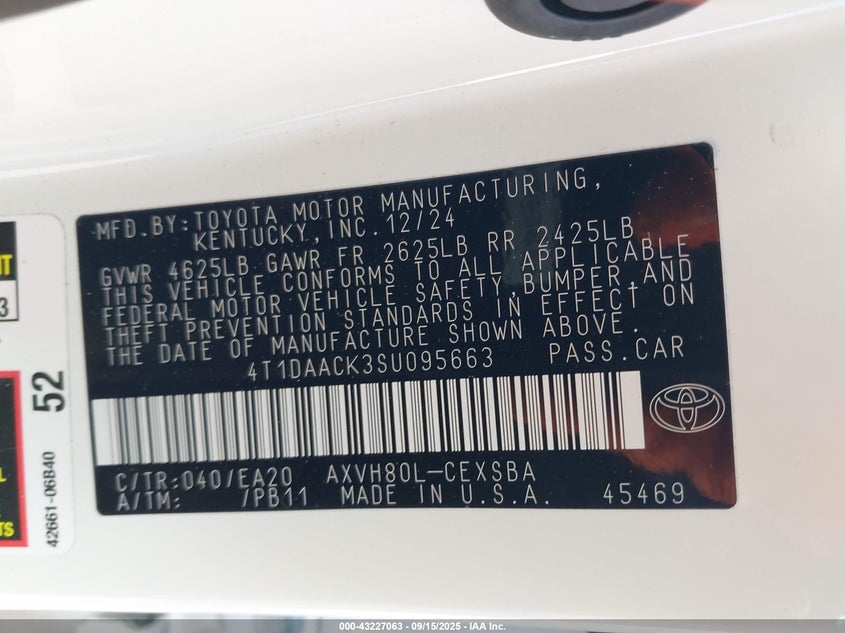 MFD.BY:TOYOTA MOTOR MANUFACTURING,
KENTUCKY,INC.12/24
GVWR 4625LB GAWR FR 2625LB RR 2425LB
THIS VEHICLE CONFORMS TO ALL APPLICABLE
FEDERAL MOTOR VEHICLE SAFETY,BUMPER,AND
THEFT PREVENTION STANDARDS IN EFFECT ON
THE DATE OF MANUFACTURE SHOWN ABOVE.
4T1DAACK3SU095663 PASS.CAR
C/TR:040/EA20 AXVH80L-CEXSBA
A/TM: /PB11 MADE IN U.S.A. 45469
52
42661-06B40
3
L
TS
000-43227063 - 09/15/2025 - IAA Inc.